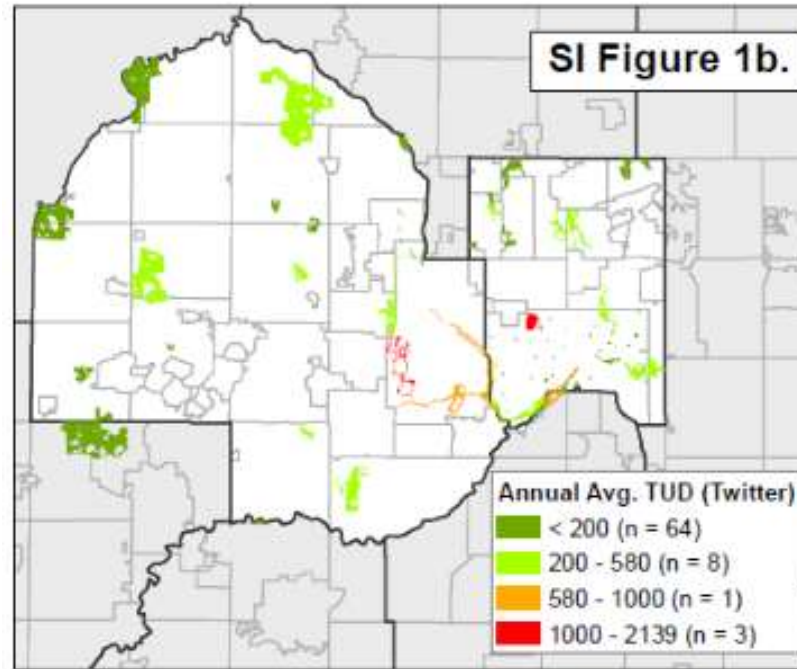 SI Figure 1b.
Annual Avg. TUD (Twitter)
< 200 (n = 64)
200 - 580 (n = 8)
580 - 1000 (n = 1)
1000 - 2139 (n = 3)